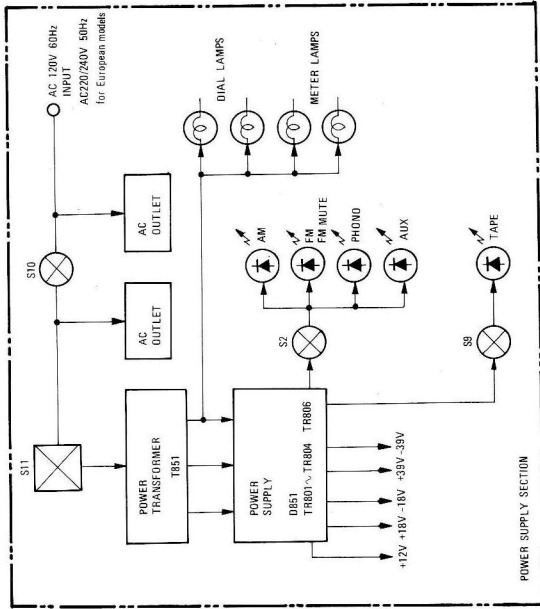 AC 120V 60Hz
INPUT
AC220/240V 50Hz
for European models
S10
S11
AC
OUTLET
AC
OUTLET
DIAL LAMPS
METER LAMPS
POWER
TRANSFORMER
T851
AM
FM
FM MUTE
PHONO
AUX
TAPE
S2
S9
POWER
SUPPLY
D851
TR801∿TR804
TR806
+12V +18V -18V +39V -39V
POWER SUPPLY SECTION